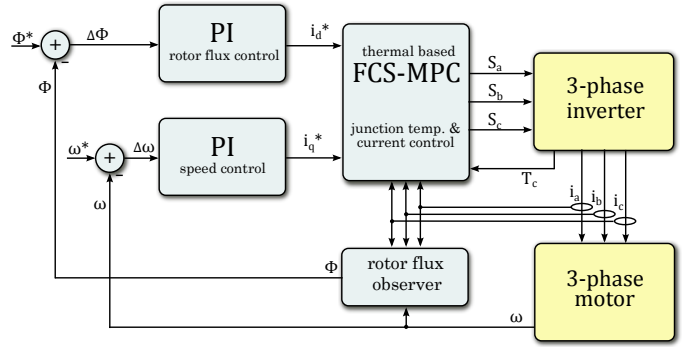 Φ*
ΔΦ
PI
rotor flux control
i_d*
Φ
ω*
Δω
PI
speed control
i_q*
ω
thermal based
FCS-MPC
junction temp. &
current control
S_a
S_b
S_c
T_c
3-phase
inverter
i_a
i_b
i_c
Φ
rotor flux
observer
3-phase
motor
ω